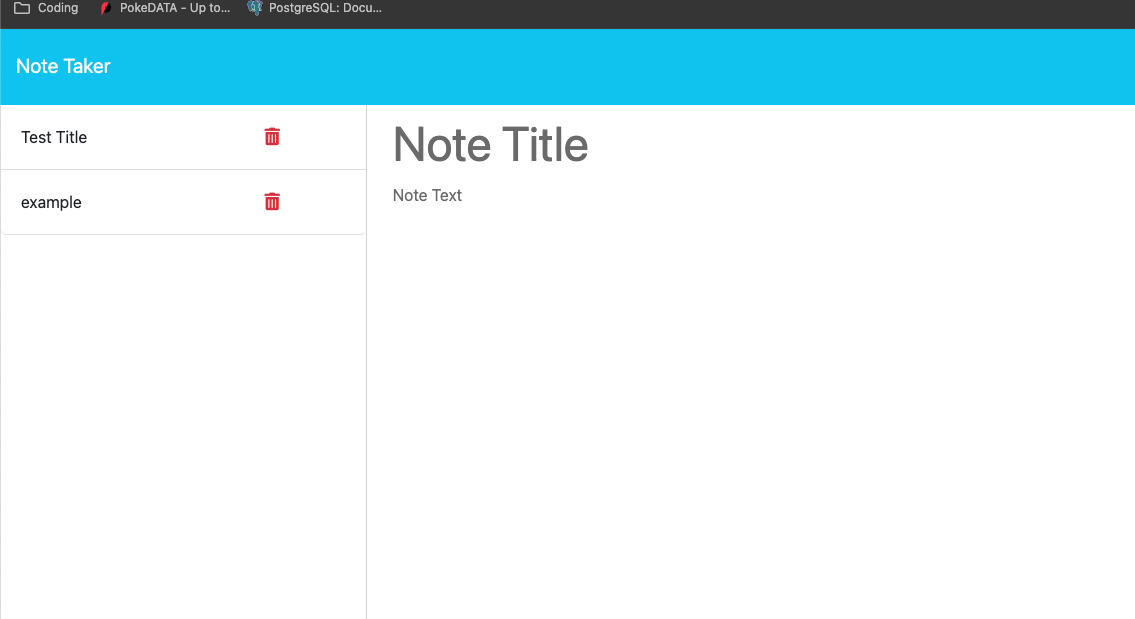 Coding PokeDATA - Up to... PostgreSQL: Docu...
Note Taker
Test Title
example
Note Title
Note Text